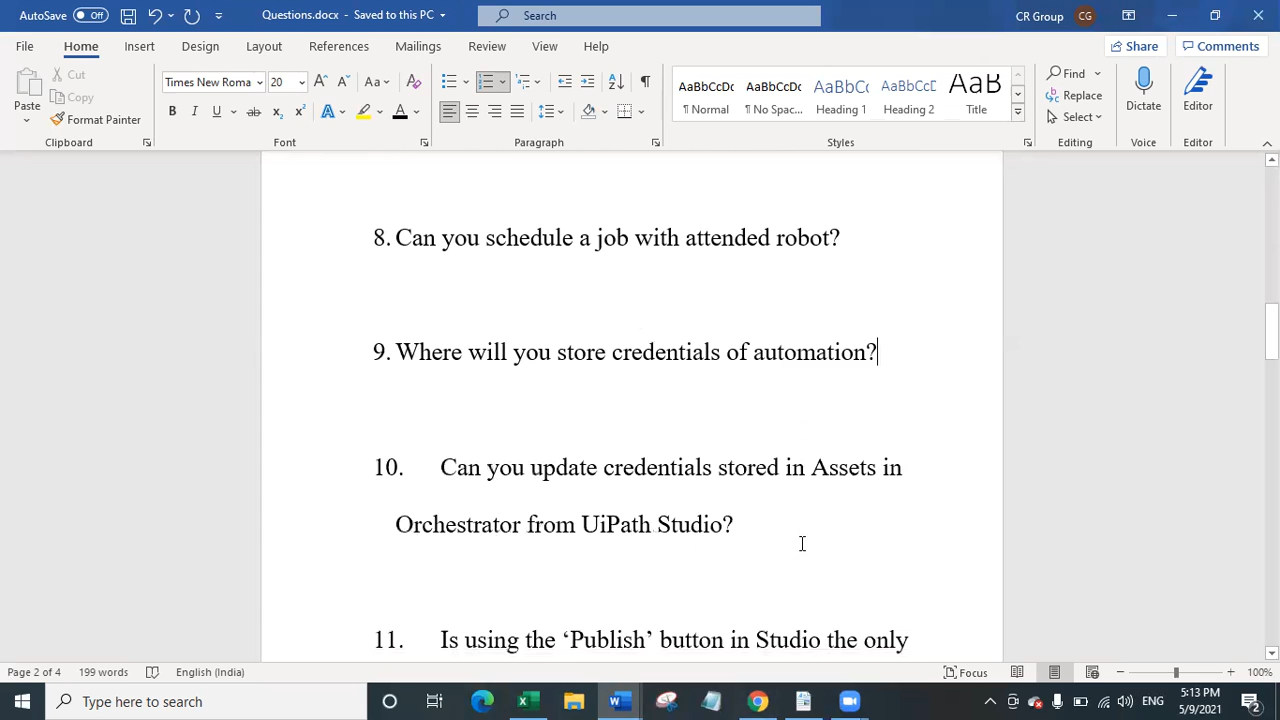 AutoSave Off Questions.docx - Saved to this PC Search CR Group CG
File Home Insert Design Layout References Mailings Review View Help Share Comments
Paste Cut Copy Format Painter Clipboard
Times New Roma 20 Font
Paragraph
AaBbCcDd ¶ Normal AaBbCcDd ¶ No Spac... AaBbCc Heading 1 AaBbCcD Heading 2 AaB Title Styles
Find Replace Select Editing
Dictate Voice
Editor Editor
8. Can you schedule a job with attended robot?
9. Where will you store credentials of automation?
10. Can you update credentials stored in Assets in
Orchestrator from UiPath Studio?
11. Is using the ‘Publish’ button in Studio the only
Page 2 of 4 199 words English (India) Focus 100%
Type here to search ENG 5:13 PM 5/9/2021 2